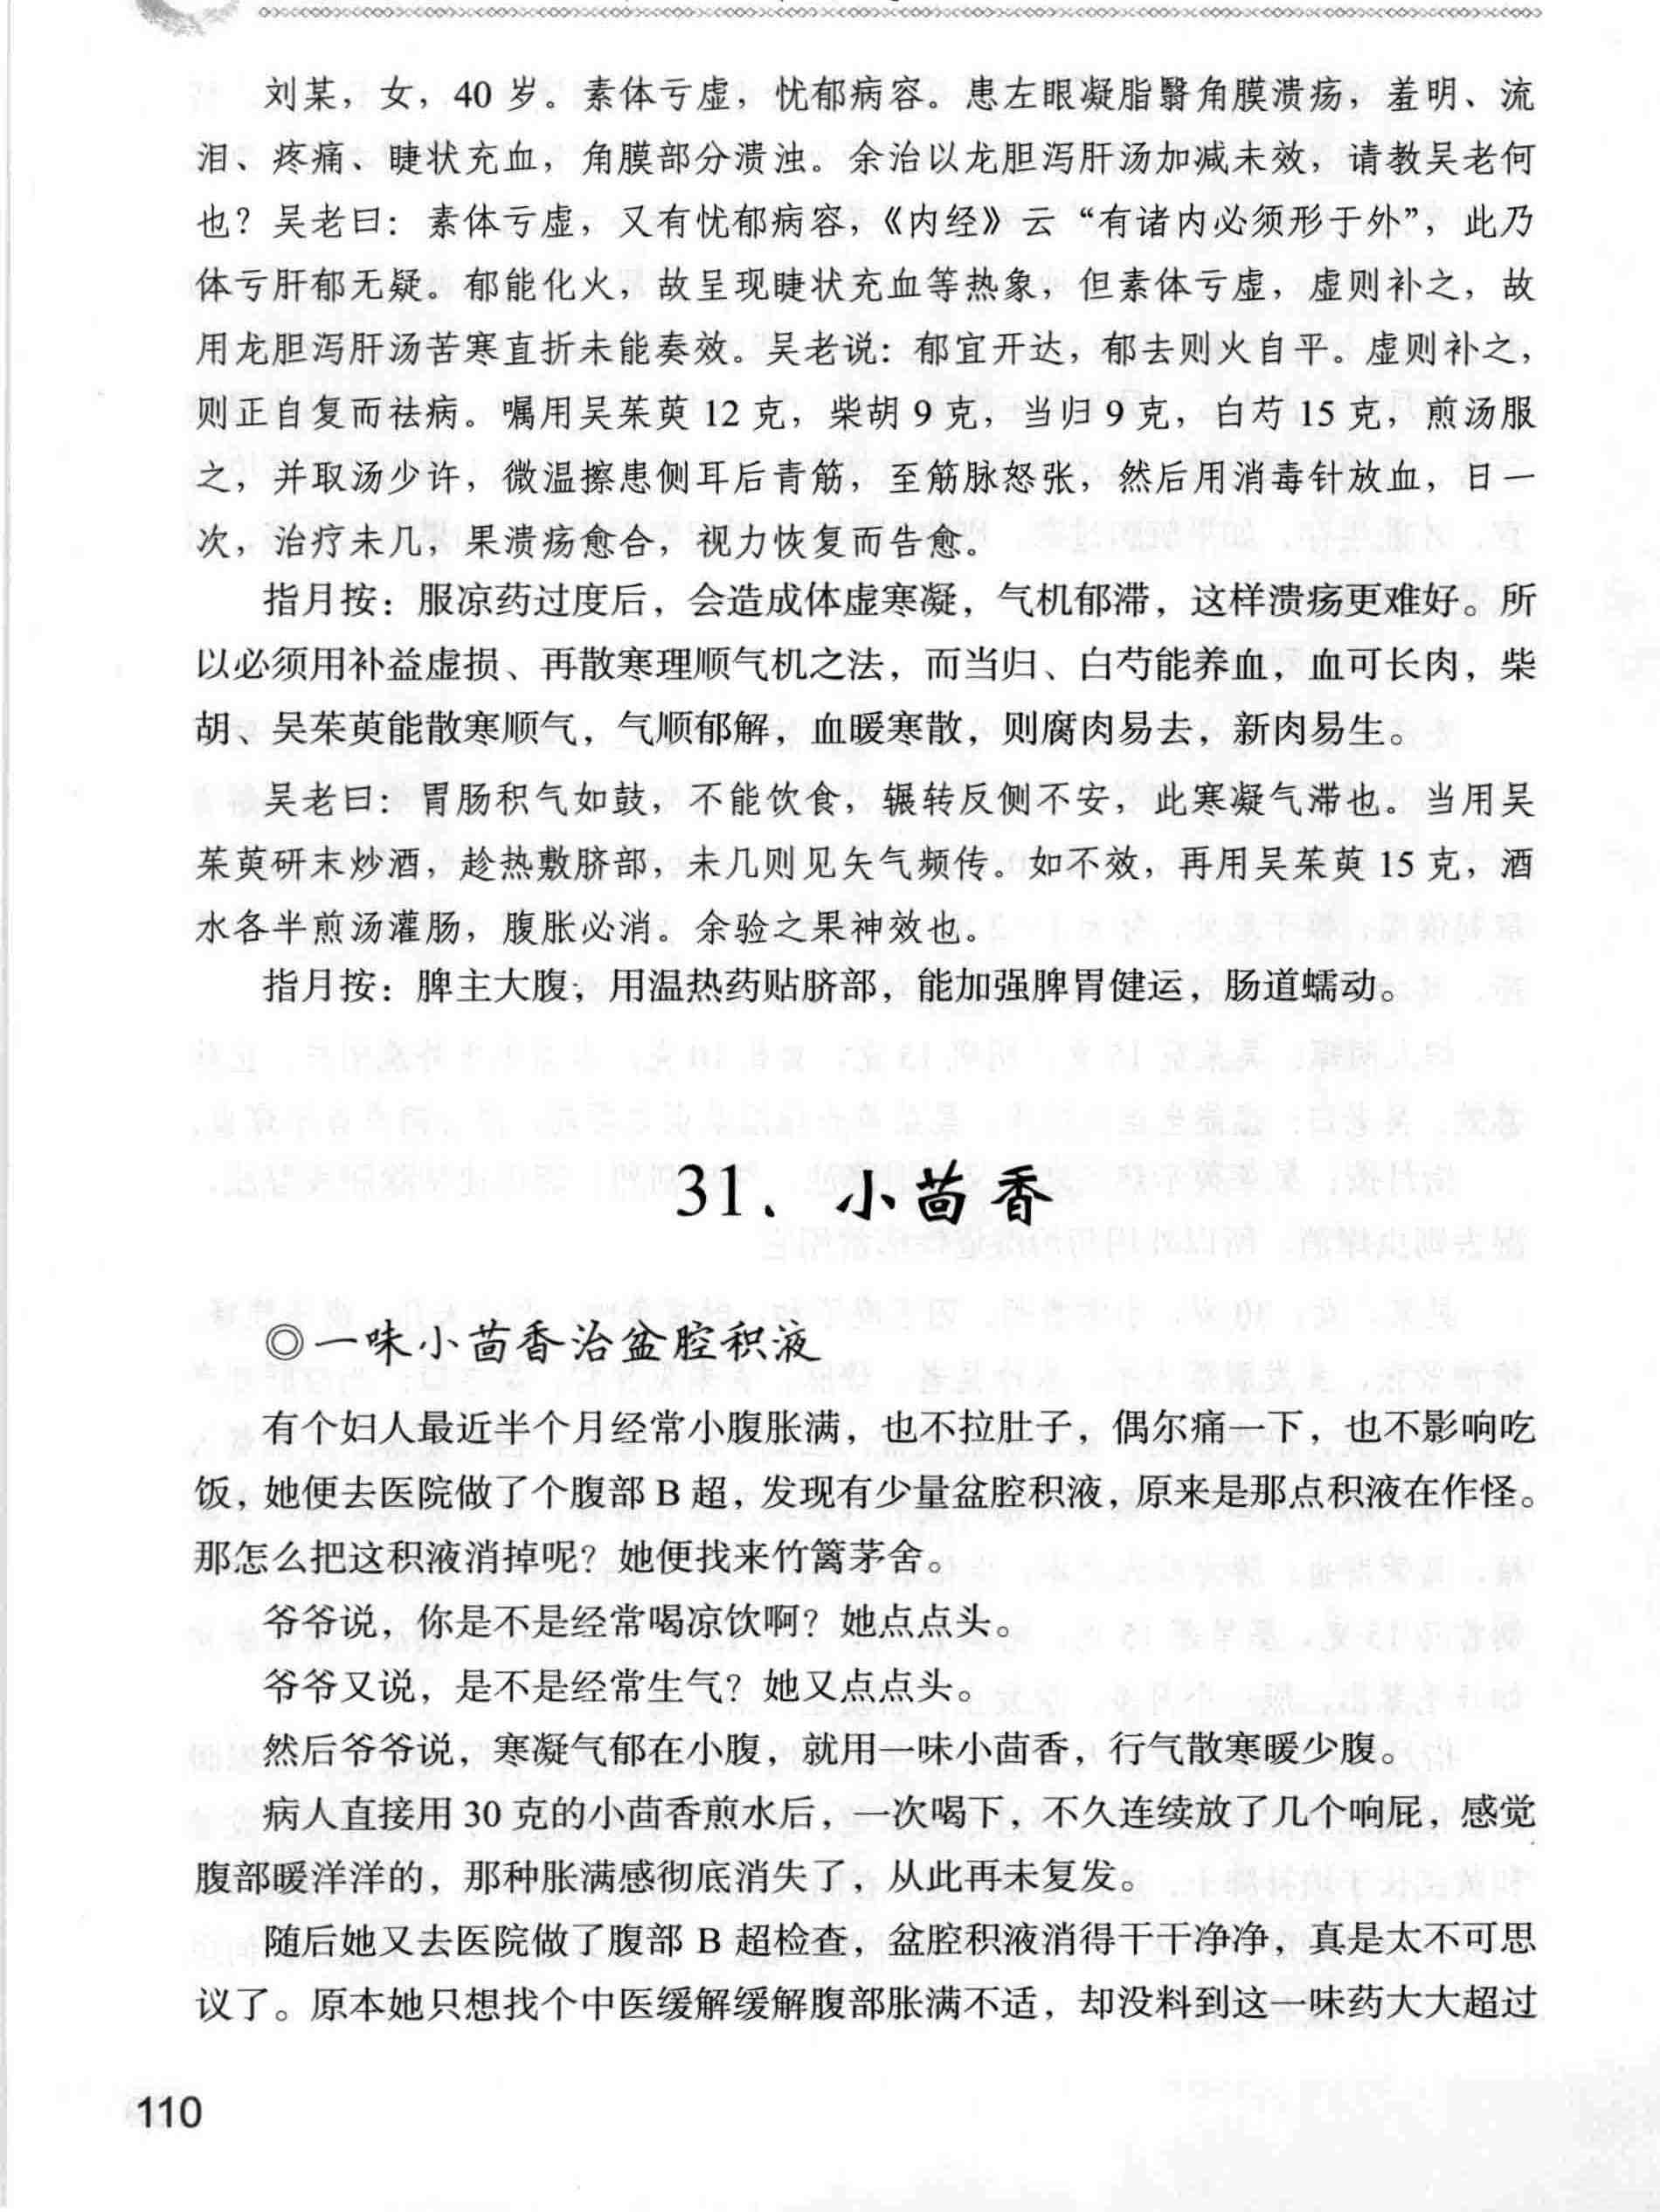 刘某，女，40 岁。素体亏虚，忧郁病容。患左眼凝脂翳角膜溃疡，羞明、流
泪、疼痛、睫状充血，角膜部分溃浊。余治以龙胆泻肝汤加减未效，请教吴老何
也？吴老曰：素体亏虚，又有忧郁病容，《内经》云“有诸内必须形于外”，此乃
体亏肝郁无疑。郁能化火，故呈现睫状充血等热象，但素体亏虚，虚则补之，故
用龙胆泻肝汤苦寒直折未能奏效。吴老说：郁宜开达，郁去则火自平。虚则补之，
则正自复而祛病。嘱用吴茱萸 12 克，柴胡 9 克，当归 9 克，白芍 15 克，煎汤服
之，并取汤少许，微温擦患侧耳后青筋，至筋脉怒张，然后用消毒针放血，日一
次，治疗未几，果溃疡愈合，视力恢复而告愈。
指月按：服凉药过度后，会造成体虚寒凝，气机郁滞，这样溃疡更难好。所
以必须用补益虚损、再散寒理顺气机之法，而当归、白芍能养血，血可长肉，柴
胡、吴茱萸能散寒顺气，气顺郁解，血暖寒散，则腐肉易去，新肉易生。
吴老曰：胃肠积气如鼓，不能饮食，辗转反侧不安，此寒凝气滞也。当用吴
茱萸研末炒酒，趁热敷脐部，未几则见矢气频传。如不效，再用吴茱萸 15 克，酒
水各半煎汤灌肠，腹胀必消。余验之果神效也。
指月按：脾主大腹，用温热药贴脐部，能加强脾胃健运，肠道蠕动。
31、小茴香
◎一味小茴香治盆腔积液
有个妇人最近半个月经常小腹胀满，也不拉肚子，偶尔痛一下，也不影响吃
饭，她便去医院做了个腹部 B 超，发现有少量盆腔积液，原来是那点积液在作怪。
那怎么把这积液消掉呢？她便找来竹篱茅舍。
爷爷说，你是不是经常喝凉饮啊？她点点头。
爷爷又说，是不是经常生气？她又点点头。
然后爷爷说，寒凝气郁在小腹，就用一味小茴香，行气散寒暖少腹。
病人直接用 30 克的小茴香煎水后，一次喝下，不久连续放了几个响屁，感觉
腹部暖洋洋的，那种胀满感彻底消失了，从此再未复发。
随后她又去医院做了腹部 B 超检查，盆腔积液消得干干净净，真是太不可思
议了。原本她只想找个中医缓解缓解腹部胀满不适，却没料到这一味药大大超过
110